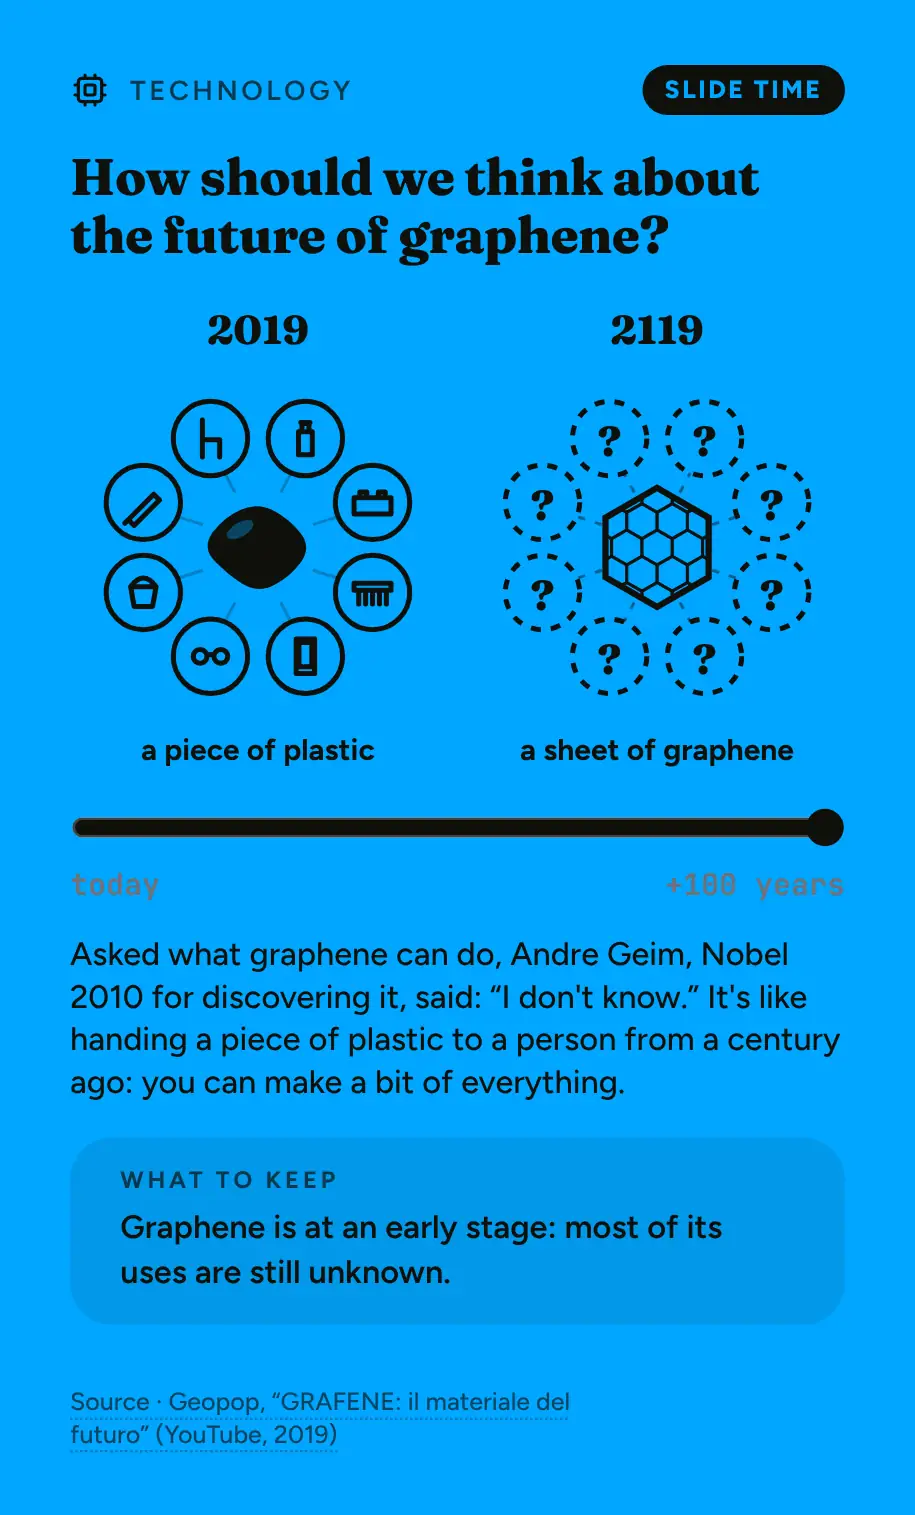 TECHNOLOGY
SLIDE TIME
How should we think about
the future of graphene?
2019
2119
? ?
? ?
? ?
? ?
a piece of plastic
a sheet of graphene
today
+100 years
Asked what graphene can do, Andre Geim, Nobel
2010 for discovering it, said: “I don't know.” It's like
handing a piece of plastic to a person from a century
ago: you can make a bit of everything.
WHAT TO KEEP
Graphene is at an early stage: most of its
uses are still unknown.
Source · Geopop, “GRAFENE: il materiale del
futuro” (YouTube, 2019)